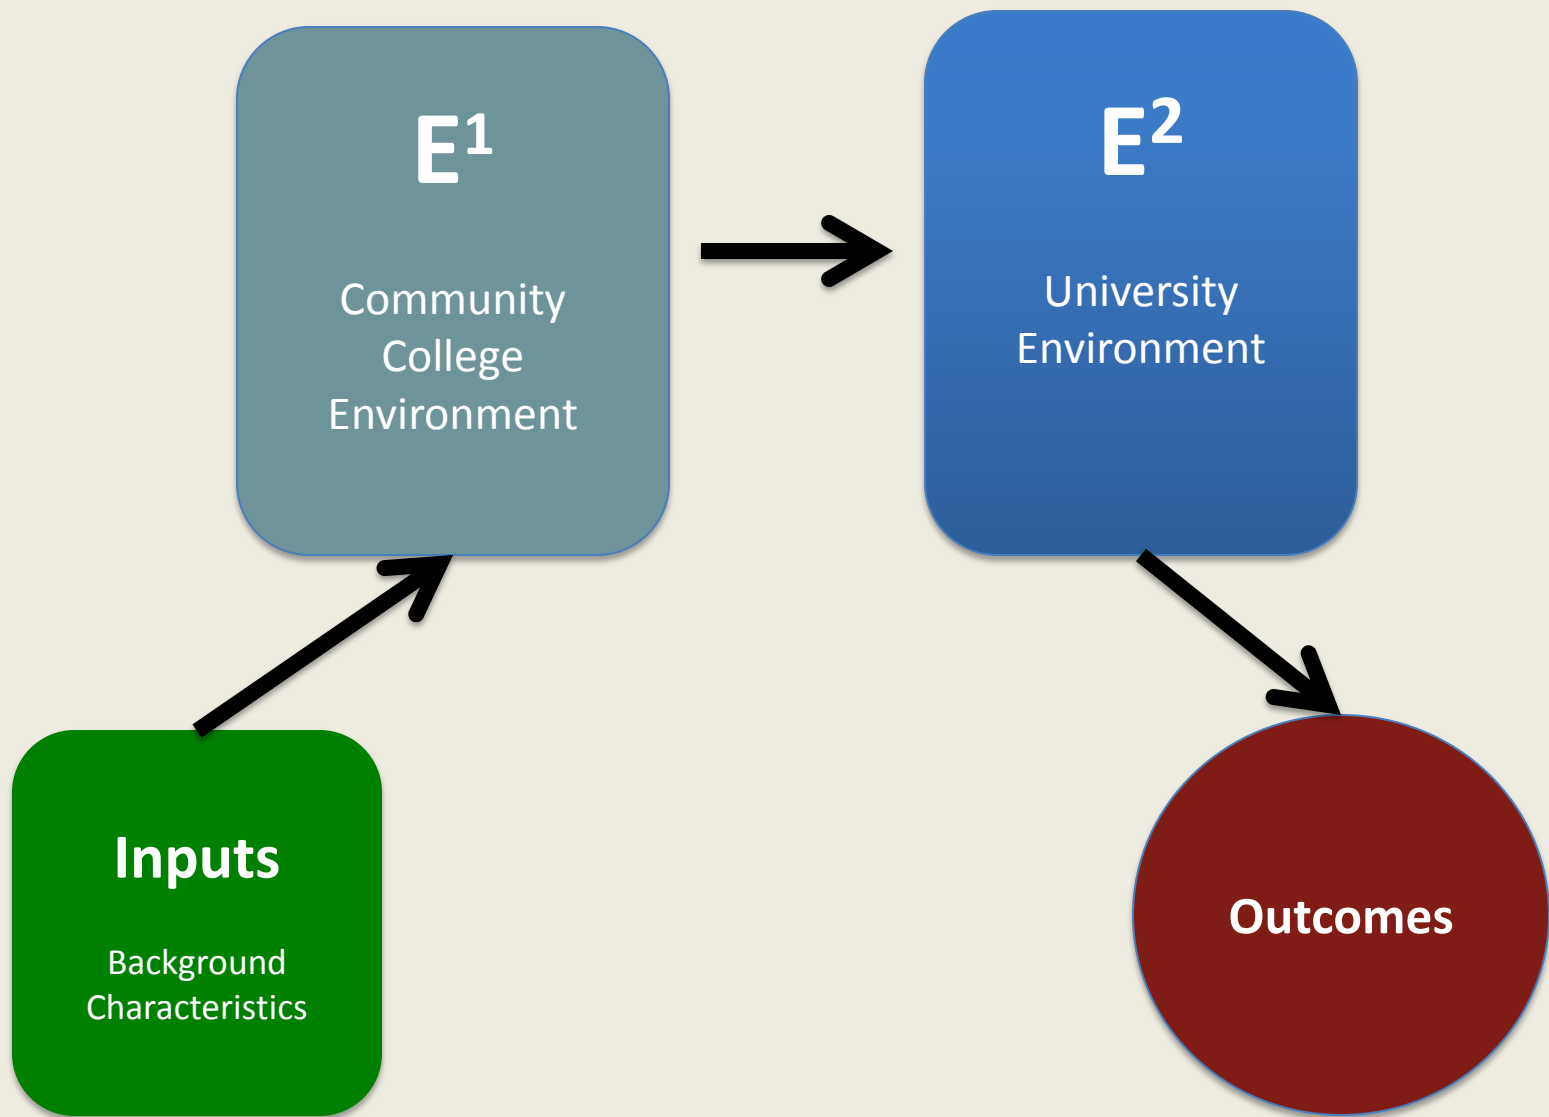 E¹
Community
College
Environment
E²
University
Environment
Inputs
Background
Characteristics
Outcomes